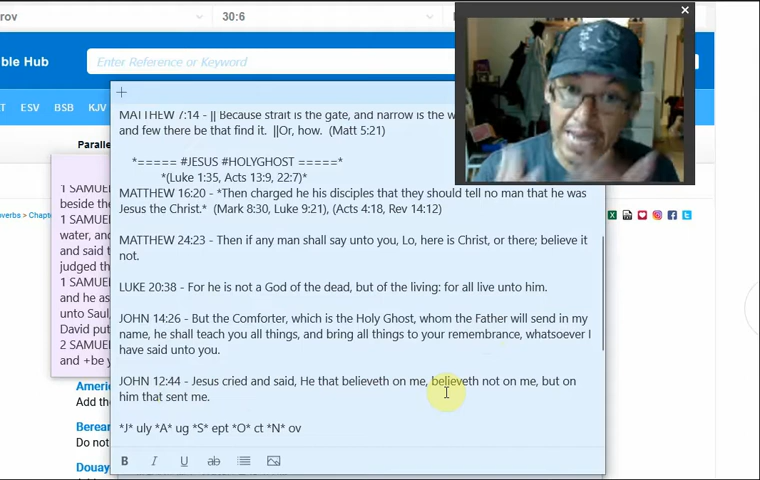 rov
30:6
ble Hub
Enter Reference or Keyword
T ESV BSB KJV
Paralle
erbs › Chapt
MATTHEW 7:14 - || Because strait is the gate, and narrow is the w
and few there be that find it. ||Or, how. (Matt 5:21)
*===== #JESUS #HOLYGHOST =====*
*(Luke 1:35, Acts 13:9, 22:7)*
MATTHEW 16:20 - *Then charged he his disciples that they should tell no man that he was
Jesus the Christ.* (Mark 8:30, Luke 9:21), (Acts 4:18, Rev 14:12)
MATTHEW 24:23 - Then if any man shall say unto you, Lo, here is Christ, or there; believe it
not.
LUKE 20:38 - For he is not a God of the dead, but of the living: for all live unto him.
JOHN 14:26 - But the Comforter, which is the Holy Ghost, whom the Father will send in my
name, he shall teach you all things, and bring all things to your remembrance, whatsoever I
have said unto you.
JOHN 12:44 - Jesus cried and said, He that believeth on me, believeth not on me, but on
him that sent me.
*J* uly *A* ug *S* ept *O* ct *N* ov
B I U ab
1 SAMUE
beside the
1 SAMUE
water, an
and said t
judged th
1 SAMUE
and he as
unto Saul,
David put
2 SAMUE
and +be y
Ameri
Add the
Berean
Do not
Douay